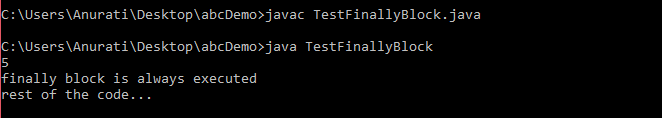 C:\Users\Anurati\Desktop\abcDemo>javac TestFinallyBlock.java
C:\Users\Anurati\Desktop\abcDemo>java TestFinallyBlock
5
finally block is always executed
rest of the code...